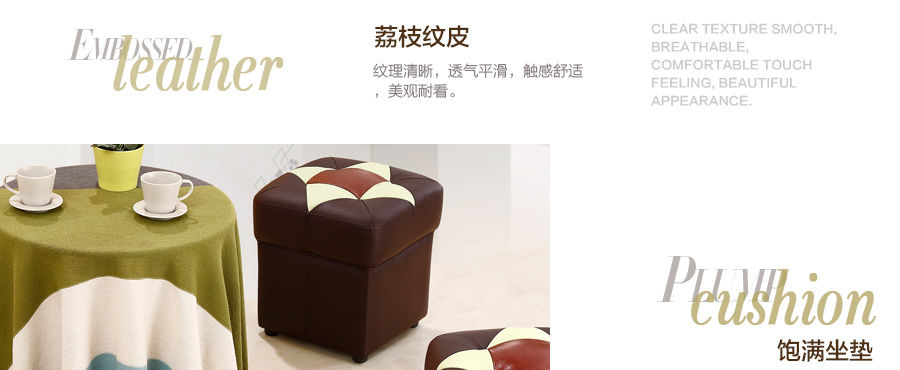 EMBOSSED
leather
荔枝纹皮
纹理清晰，透气平滑，触感舒适
，美观耐看。
CLEAR TEXTURE SMOOTH,
BREATHABLE,
COMFORTABLE TOUCH
FEELING, BEAUTIFUL
APPEARANCE.
PLUMP
cushion
饱满坐垫